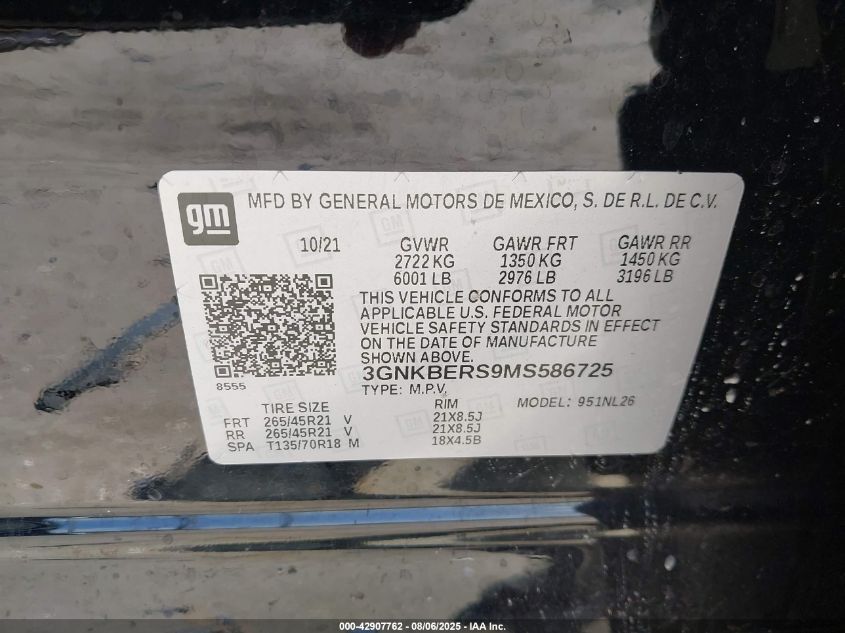 gm
MFD BY GENERAL MOTORS DE MEXICO, S. DE R.L. DE C.V.
10/21 GVWR GAWR FRT GAWR RR
2722 KG 1350 KG 1450 KG
6001 LB 2976 LB 3196 LB
THIS VEHICLE CONFORMS TO ALL
APPLICABLE U.S. FEDERAL MOTOR
VEHICLE SAFETY STANDARDS IN EFFECT
ON THE DATE OF MANUFACTURE
SHOWN ABOVE.
8555
3GNKBERS9MS586725
TYPE: M.P.V.
TIRE SIZE RIM MODEL: 951NL26
FRT 265/45R21 V 21X8.5J
RR 265/45R21 V 21X8.5J
SPA T135/70R18 M 18X4.5B
000-42907762 - 08/06/2025 - IAA Inc.